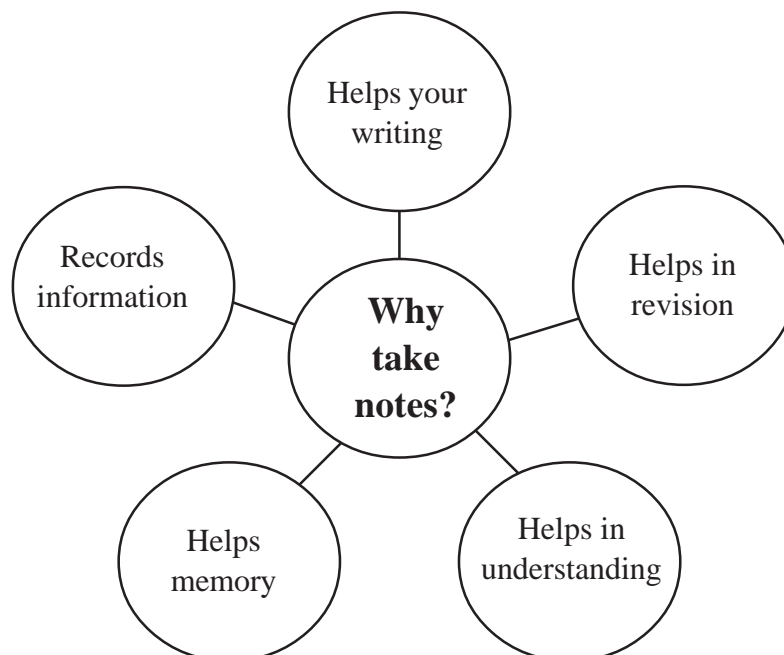 Helps your
writing
Records
information
Helps in
revision
Why
take
notes?
Helps
memory
Helps in
understanding